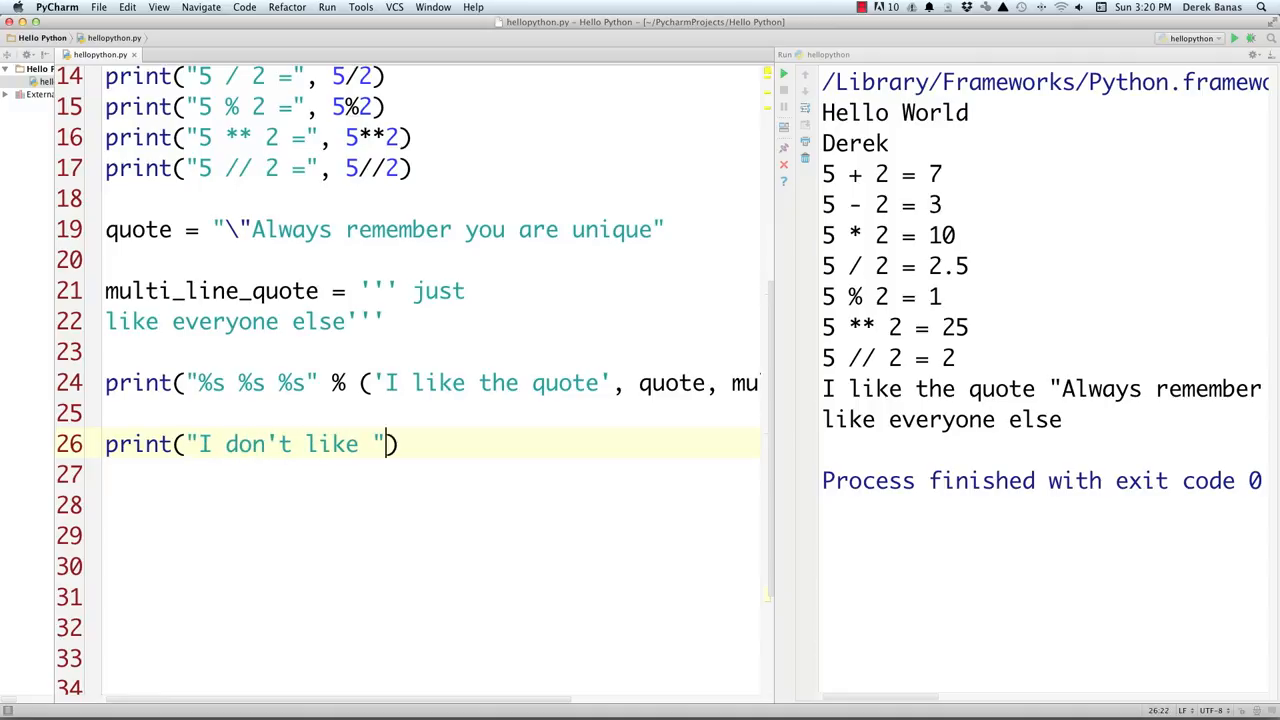 PyCharm File Edit View Navigate Code Refactor Run Tools VCS Window Help 10 Sun 3:20 PM Derek Banas
hellopython.py – Hello Python – [~/PycharmProjects/Hello Python]
Hello Python hellopython.py hellopython
hellopython.py
Run hellopython
Hello P
hello
Externa
14 print("5 / 2 =", 5/2)
15 print("5 % 2 =", 5%2)
16 print("5 ** 2 =", 5**2)
17 print("5 // 2 =", 5//2)
18
19 quote = "\"Always remember you are unique"
20
21 multi_line_quote = ''' just
22 like everyone else'''
23
24 print("%s %s %s" % ('I like the quote', quote, mu
25
26 print("I don't like ")
27
28
29
30
31
32
33
34
/Library/Frameworks/Python.framewo
Hello World
Derek
5 + 2 = 7
5 - 2 = 3
5 * 2 = 10
5 / 2 = 2.5
5 % 2 = 1
5 ** 2 = 25
5 // 2 = 2
I like the quote "Always remember
like everyone else
Process finished with exit code 0
26:22 LF UTF-8